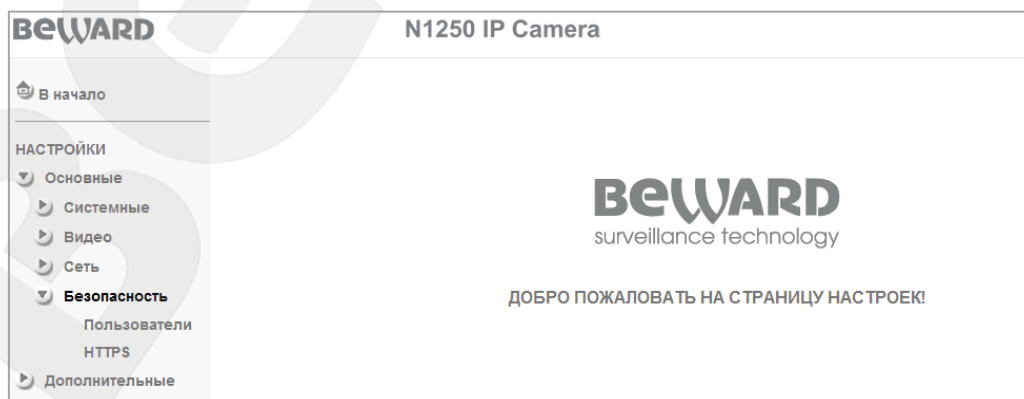 BEWARD
N1250 IP Camera
В начало
НАСТРОЙКИ
Основные
Системные
Видео
Сеть
Безопасность
Пользователи
HTTPS
Дополнительные
BEWARD
surveillance technology
ДОБРО ПОЖАЛОВАТЬ НА СТРАНИЦУ НАСТРОЕК!